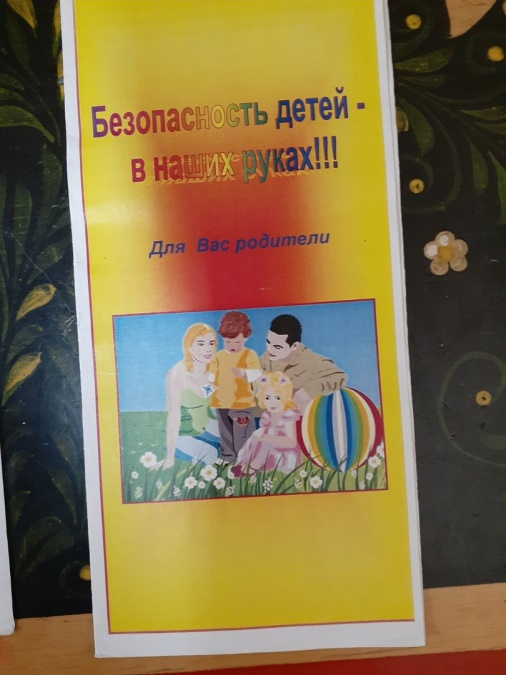 Безопасность детей -
в наших руках!!!
Для Вас родители